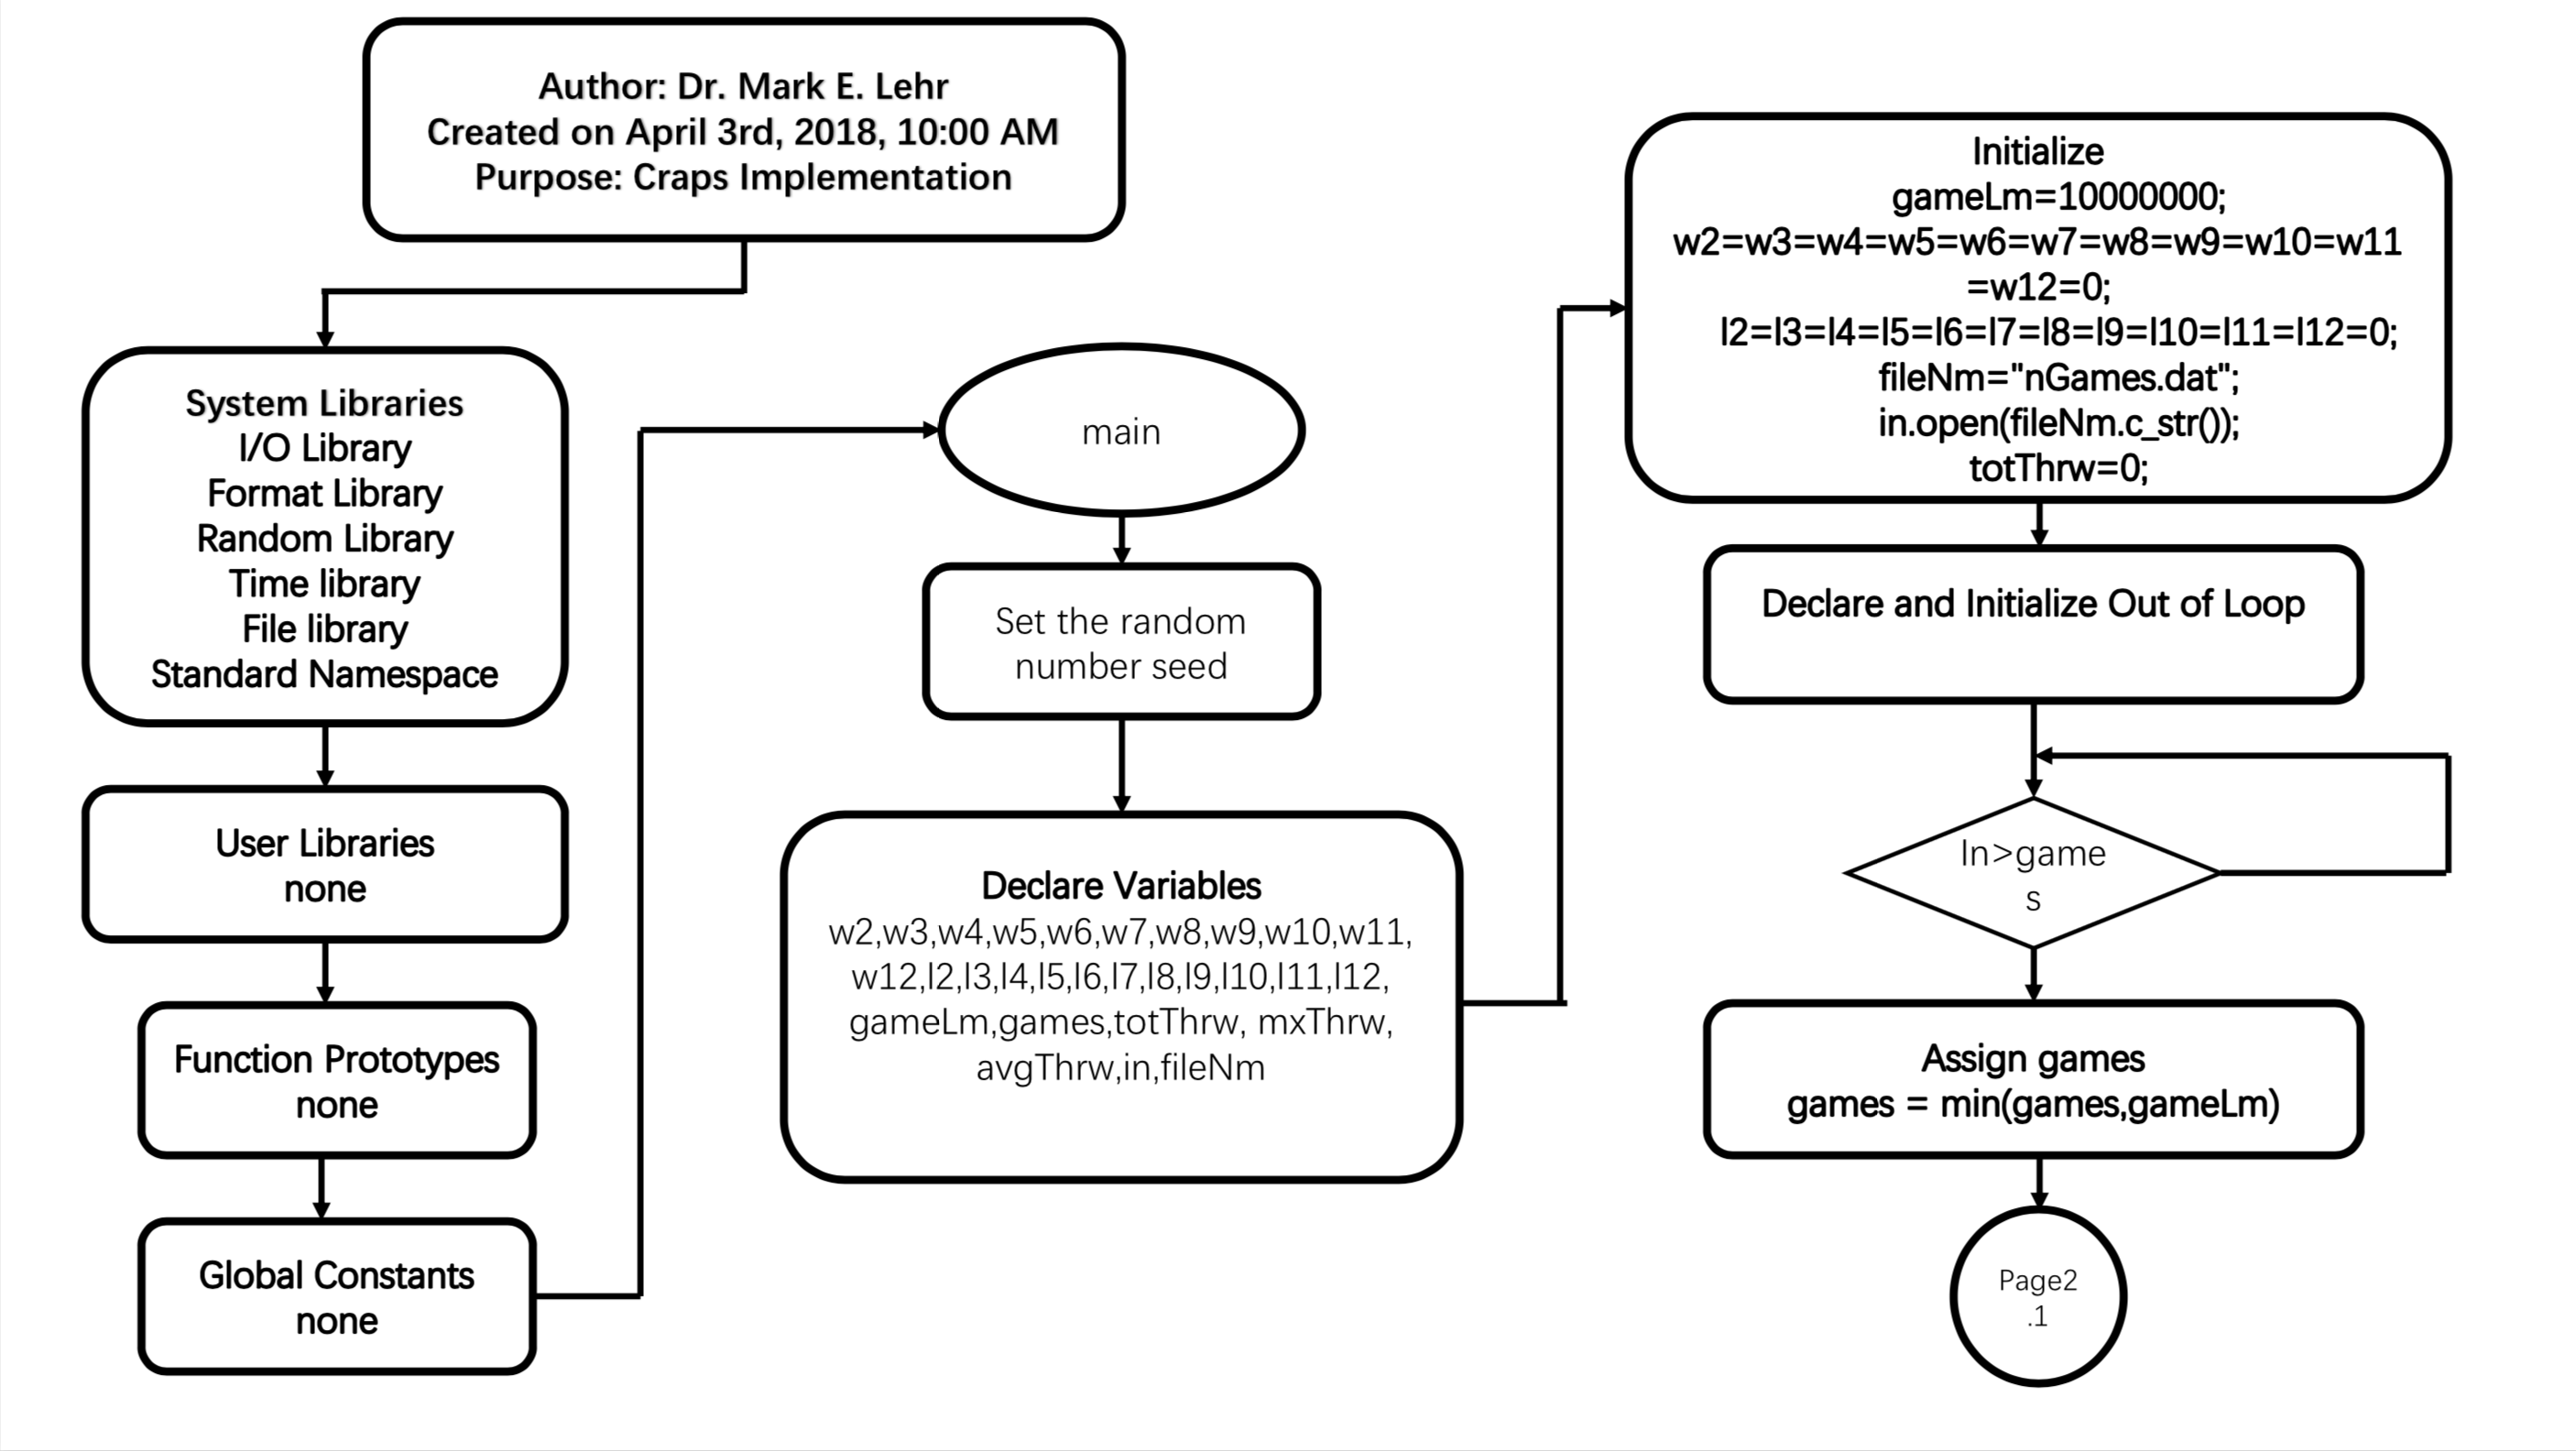 Author: Dr. Mark E. Lehr
Created on April 3rd, 2018, 10:00 AM
Purpose: Craps Implementation
System Libraries
I/O Library
Format Library
Random Library
Time library
File library
Standard Namespace
User Libraries
none
Function Prototypes
none
Global Constants
none
main
Set the random
number seed
Declare Variables
w2,w3,w4,w5,w6,w7,w8,w9,w10,w11,
w12,l2,l3,l4,l5,l6,l7,l8,l9,l10,l11,l12,
gameLm,games,totThrw, mxThrw,
avgThrw,in,fileNm
Initialize
gameLm=10000000;
w2=w3=w4=w5=w6=w7=w8=w9=w10=w11
=w12=0;
l2=l3=l4=l5=l6=l7=l8=l9=l10=l11=l12=0;
fileNm="nGames.dat";
in.open(fileNm.c_str());
totThrw=0;
Declare and Initialize Out of Loop
In>game
s
Assign games
games = min(games,gameLm)
Page2
.1